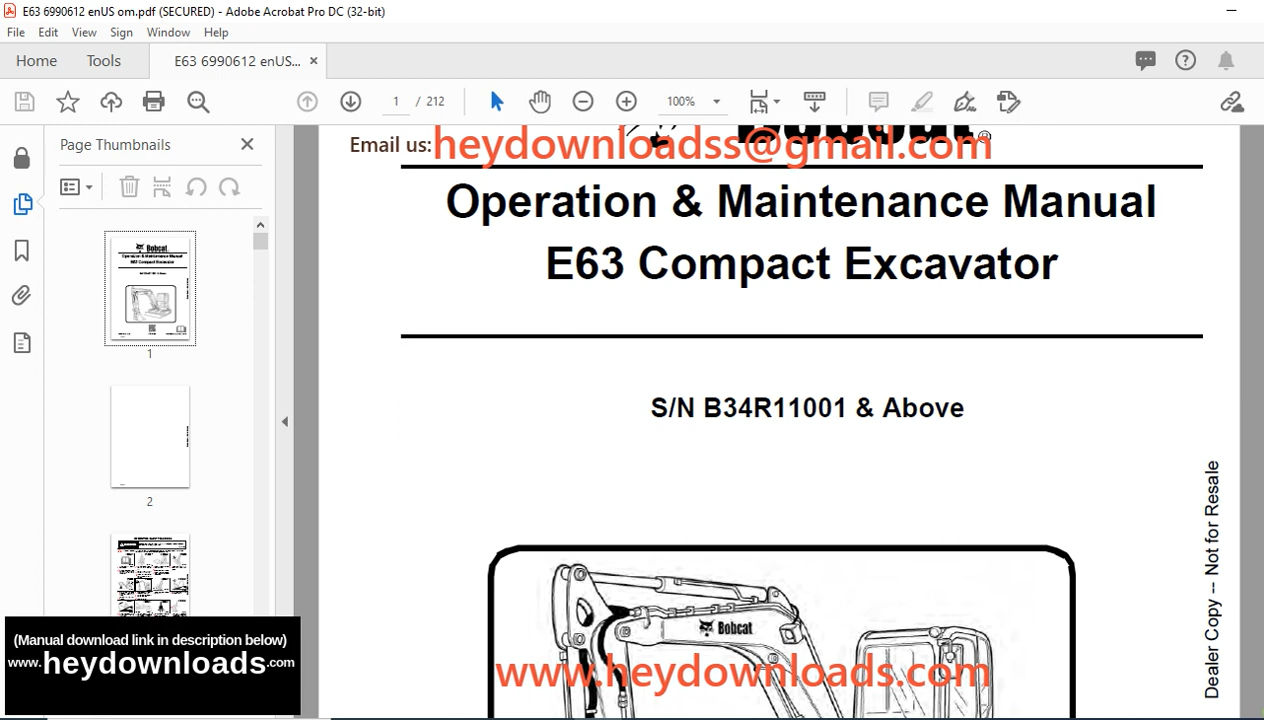 E63 6990612 enUS om.pdf (SECURED) - Adobe Acrobat Pro DC (32-bit)
File Edit View Sign Window Help
Home Tools E63 6990612 enUS... ×
1 / 212 100%
Page Thumbnails
1
2
Email us:heydownloadss@gmail.com
Bobcat
Operation & Maintenance Manual
E63 Compact Excavator
S/N B34R11001 & Above
Dealer Copy -- Not for Resale
Bobcat
www.heydownloads.com
(Manual download link in description below)
www.heydownloads.com